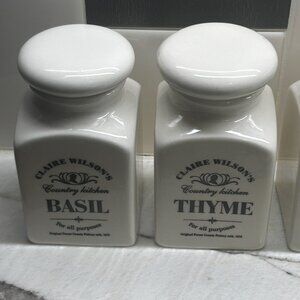 CLAIRE WILSON'S
Country kitchen
BASIL
For all purposes
CLAIRE WILSON'S
Country kitchen
THYME
For all purposes